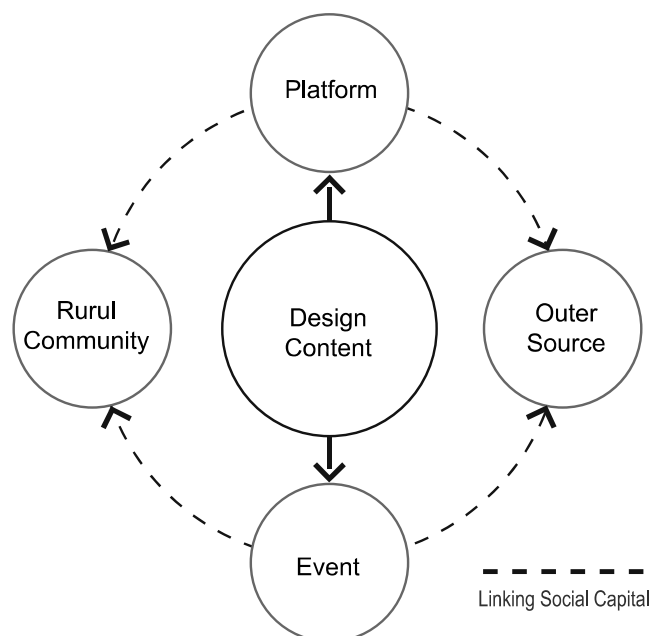 Platform
Rurul
Community
Design
Content
Outer
Source
Event
Linking Social Capital